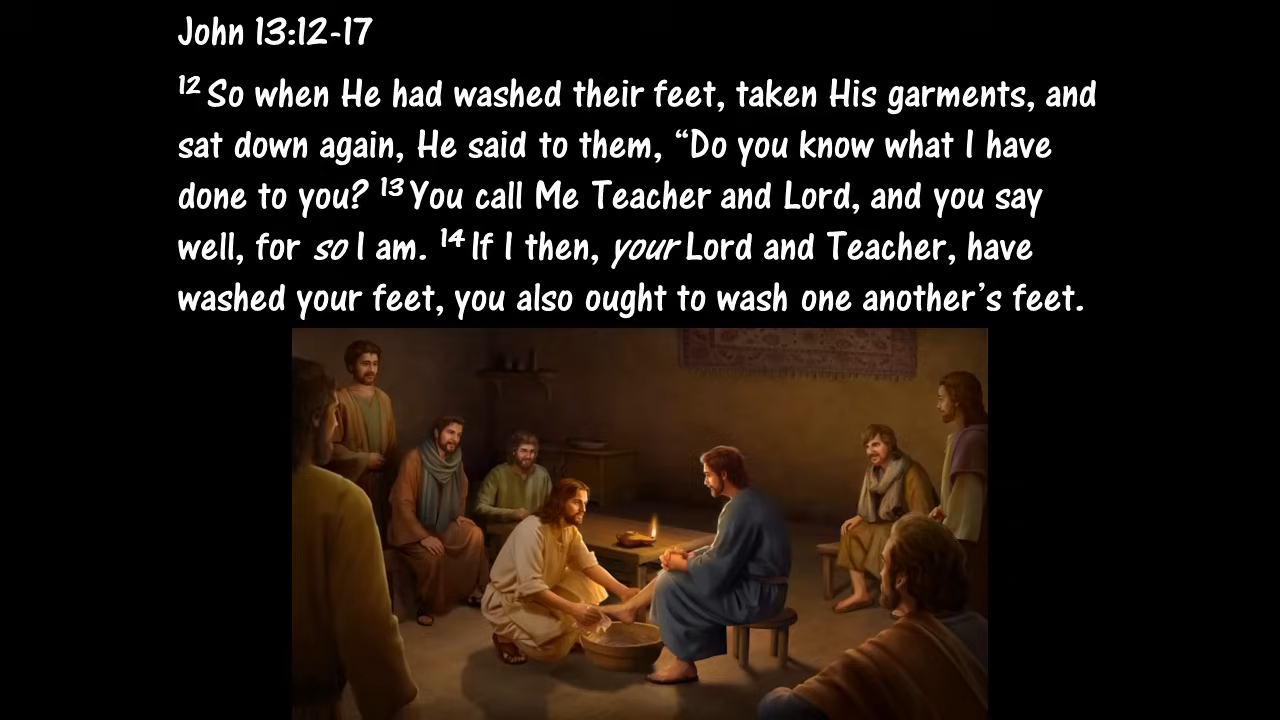 John 13:12-17
12 So when He had washed their feet, taken His garments, and
sat down again, He said to them, “Do you know what I have
done to you? 13 You call Me Teacher and Lord, and you say
well, for so I am. 14 If I then, your Lord and Teacher, have
washed your feet, you also ought to wash one another’s feet.